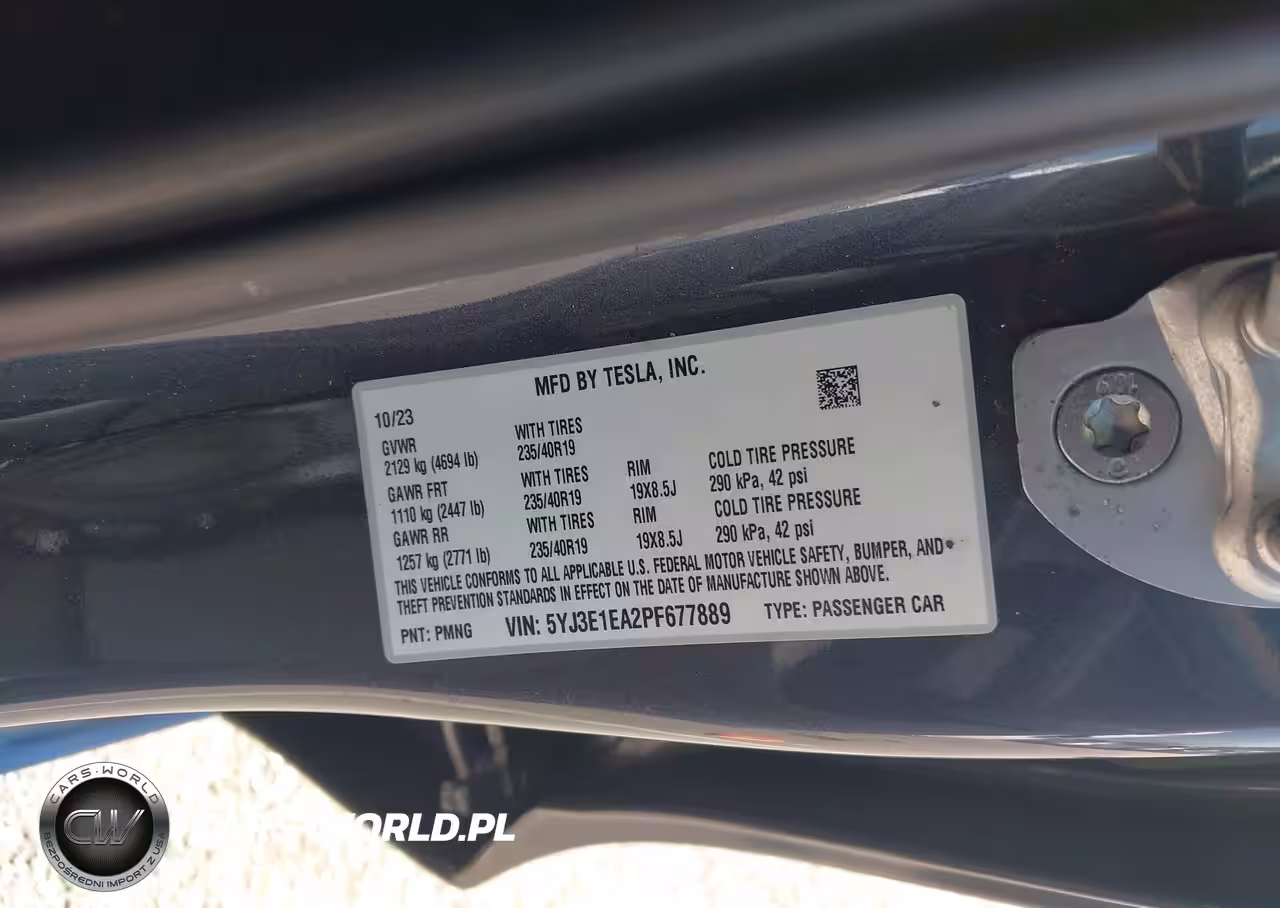 MFD BY TESLA, INC.
10/23
GVWR WITH TIRES
2129 kg (4694 lb) 235/40R19
GAWR FRT WITH TIRES RIM COLD TIRE PRESSURE
1110 kg (2447 lb) 235/40R19 19X8.5J 290 kPa, 42 psi
GAWR RR WITH TIRES RIM COLD TIRE PRESSURE
1257 kg (2771 lb) 235/40R19 19X8.5J 290 kPa, 42 psi
THIS VEHICLE CONFORMS TO ALL APPLICABLE U.S. FEDERAL MOTOR VEHICLE SAFETY, BUMPER, AND
THEFT PREVENTION STANDARDS IN EFFECT ON THE DATE OF MANUFACTURE SHOWN ABOVE.
PNT: PMNG VIN: 5YJ3E1EA2PF677889 TYPE: PASSENGER CAR
CARS·WORLD
CW
BEZPOŚREDNI IMPORT Z USA
WORLD.PL